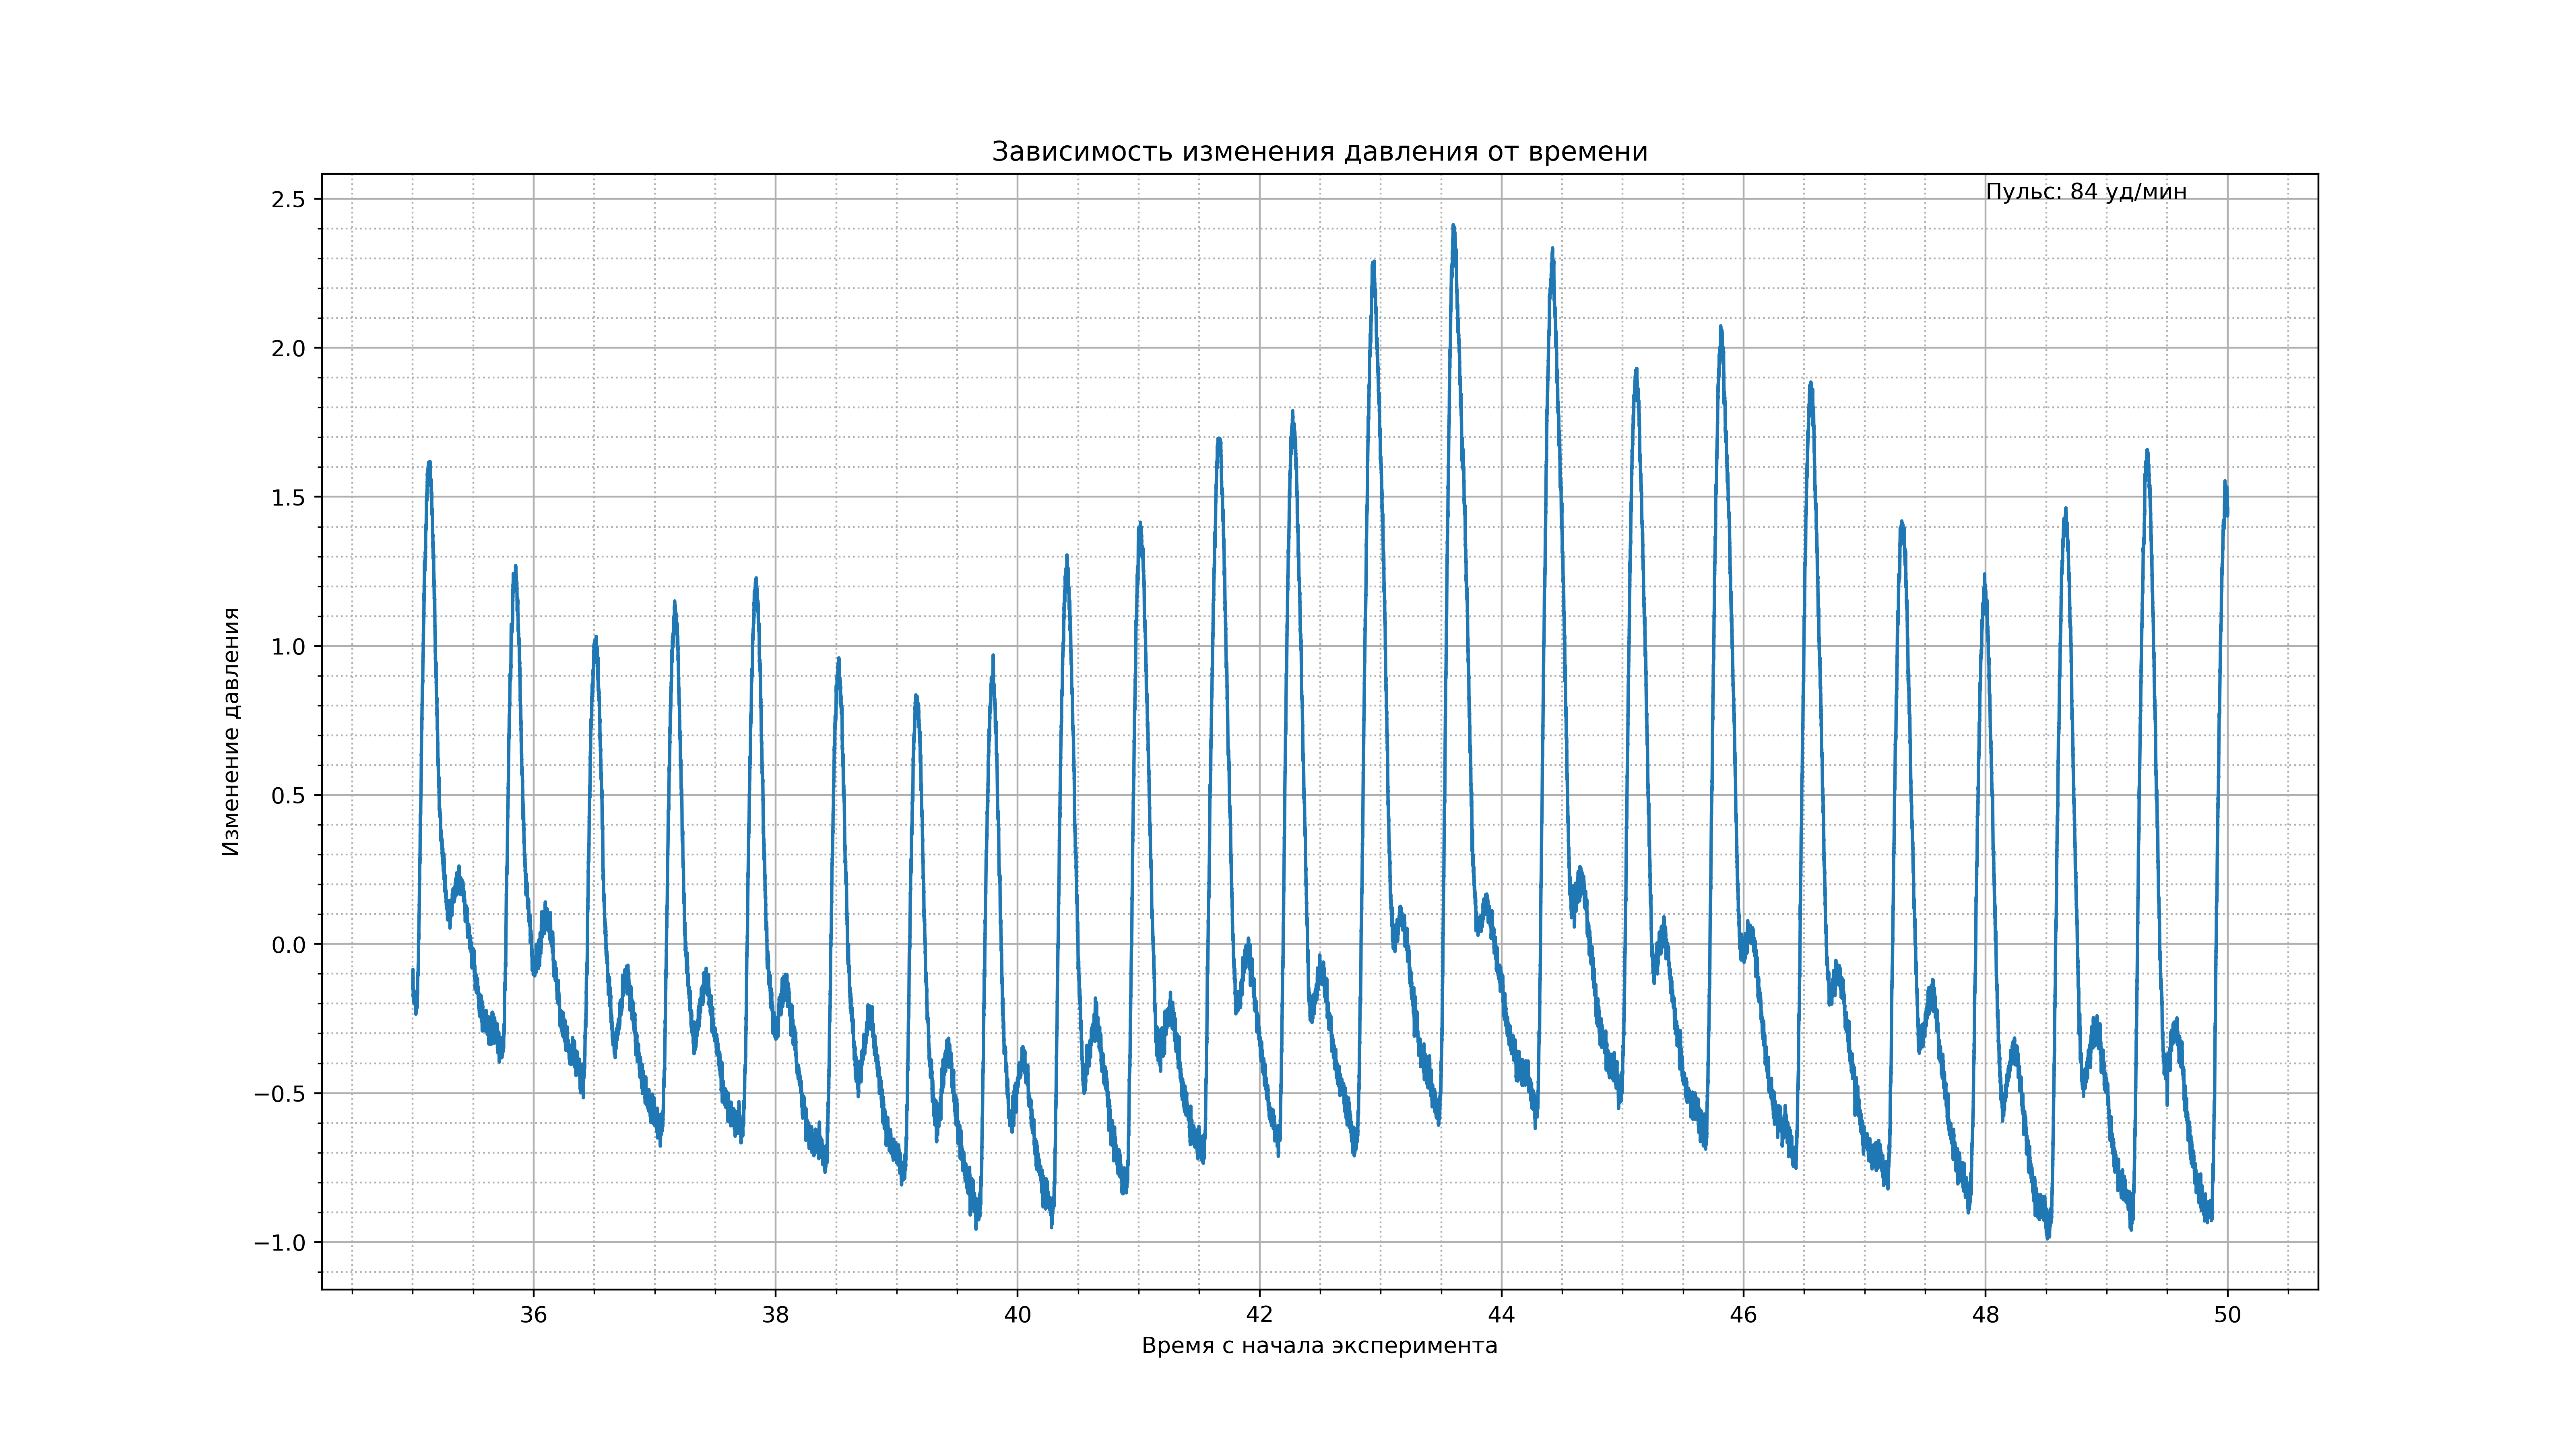 Зависимость изменения давления от времени
Пульс: 84 уд/мин
2.5
2.0
1.5
1.0
0.5
0.0
−0.5
−1.0
Изменение давления
36 38 40 42 44 46 48 50
Время с начала эксперимента